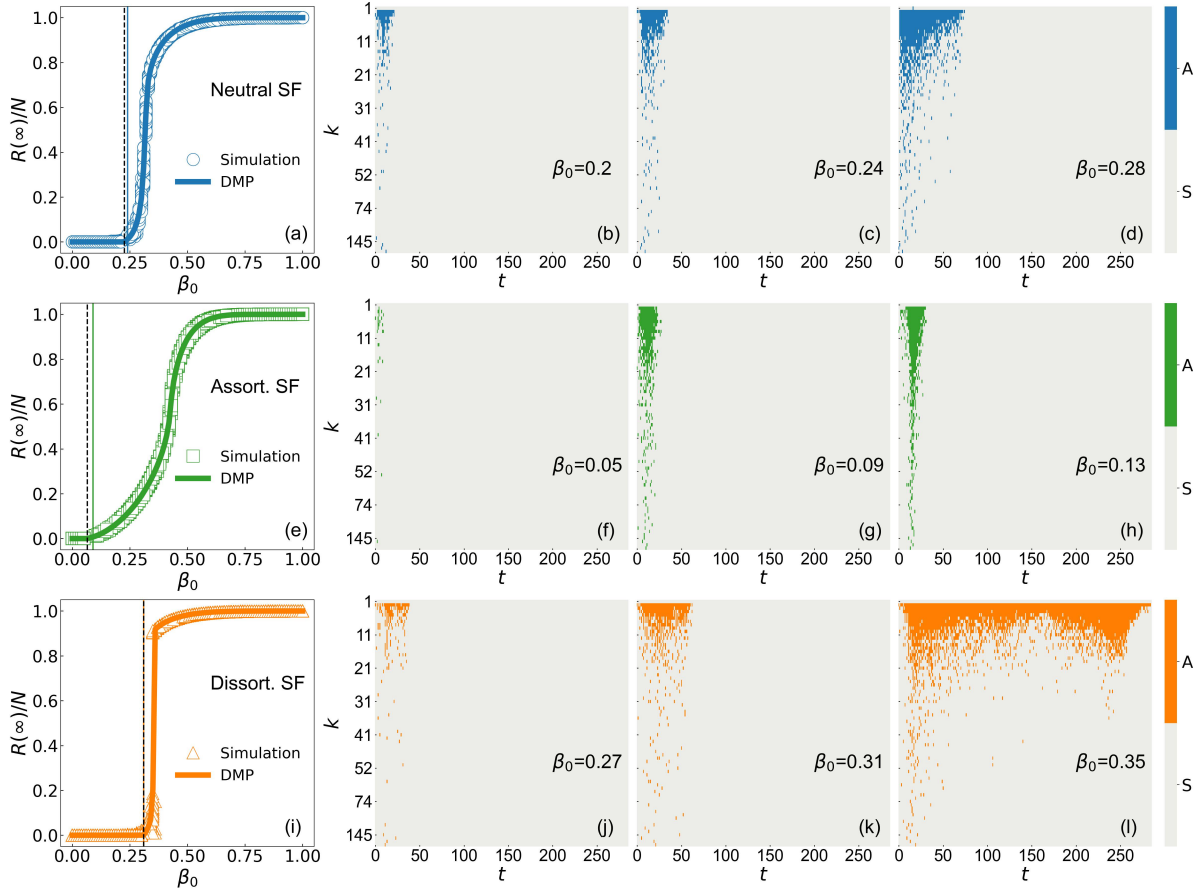 1.0
0.8
0.6
0.4
0.2
0.0
R(∞)/N
0.00 0.25 0.50 0.75 1.00
β0
Neutral SF
Simulation
DMP
(a)
1
11
21
31
41
52
74
145
k
β0=0.2
(b)
0 50 100 150 200 250
t
β0=0.24
(c)
0 50 100 150 200 250
t
β0=0.28
(d)
0 50 100 150 200 250
t
A
S
1.0
0.8
0.6
0.4
0.2
0.0
R(∞)/N
0.00 0.25 0.50 0.75 1.00
β0
Assort. SF
Simulation
DMP
(e)
1
11
21
31
41
52
74
145
k
β0=0.05
(f)
0 50 100 150 200 250
t
β0=0.09
(g)
0 50 100 150 200 250
t
β0=0.13
(h)
0 50 100 150 200 250
t
A
S
1.0
0.8
0.6
0.4
0.2
0.0
R(∞)/N
0.00 0.25 0.50 0.75 1.00
β0
Dissort. SF
Simulation
DMP
(i)
1
11
21
31
41
52
74
145
k
β0=0.27
(j)
0 50 100 150 200 250
t
β0=0.31
(k)
0 50 100 150 200 250
t
β0=0.35
(l)
0 50 100 150 200 250
t
A
S